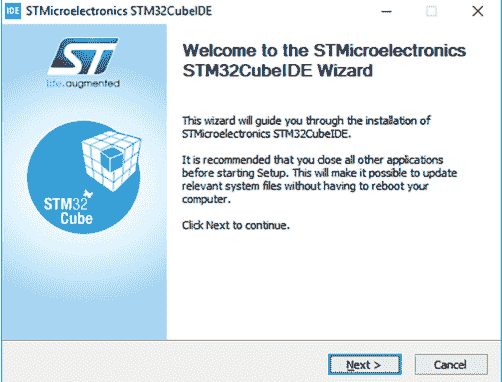 IDE STMicroelectronics STM32CubeIDE
ST
life.augmented
STM32
Cube
Welcome to the STMicroelectronics
STM32CubeIDE Wizard
This wizard will guide you through the installation of
STMicroelectronics STM32CubeIDE.
It is recommended that you close all other applications
before starting Setup. This will make it possible to update
relevant system files without having to reboot your
computer.
Click Next to continue.
Next >
Cancel